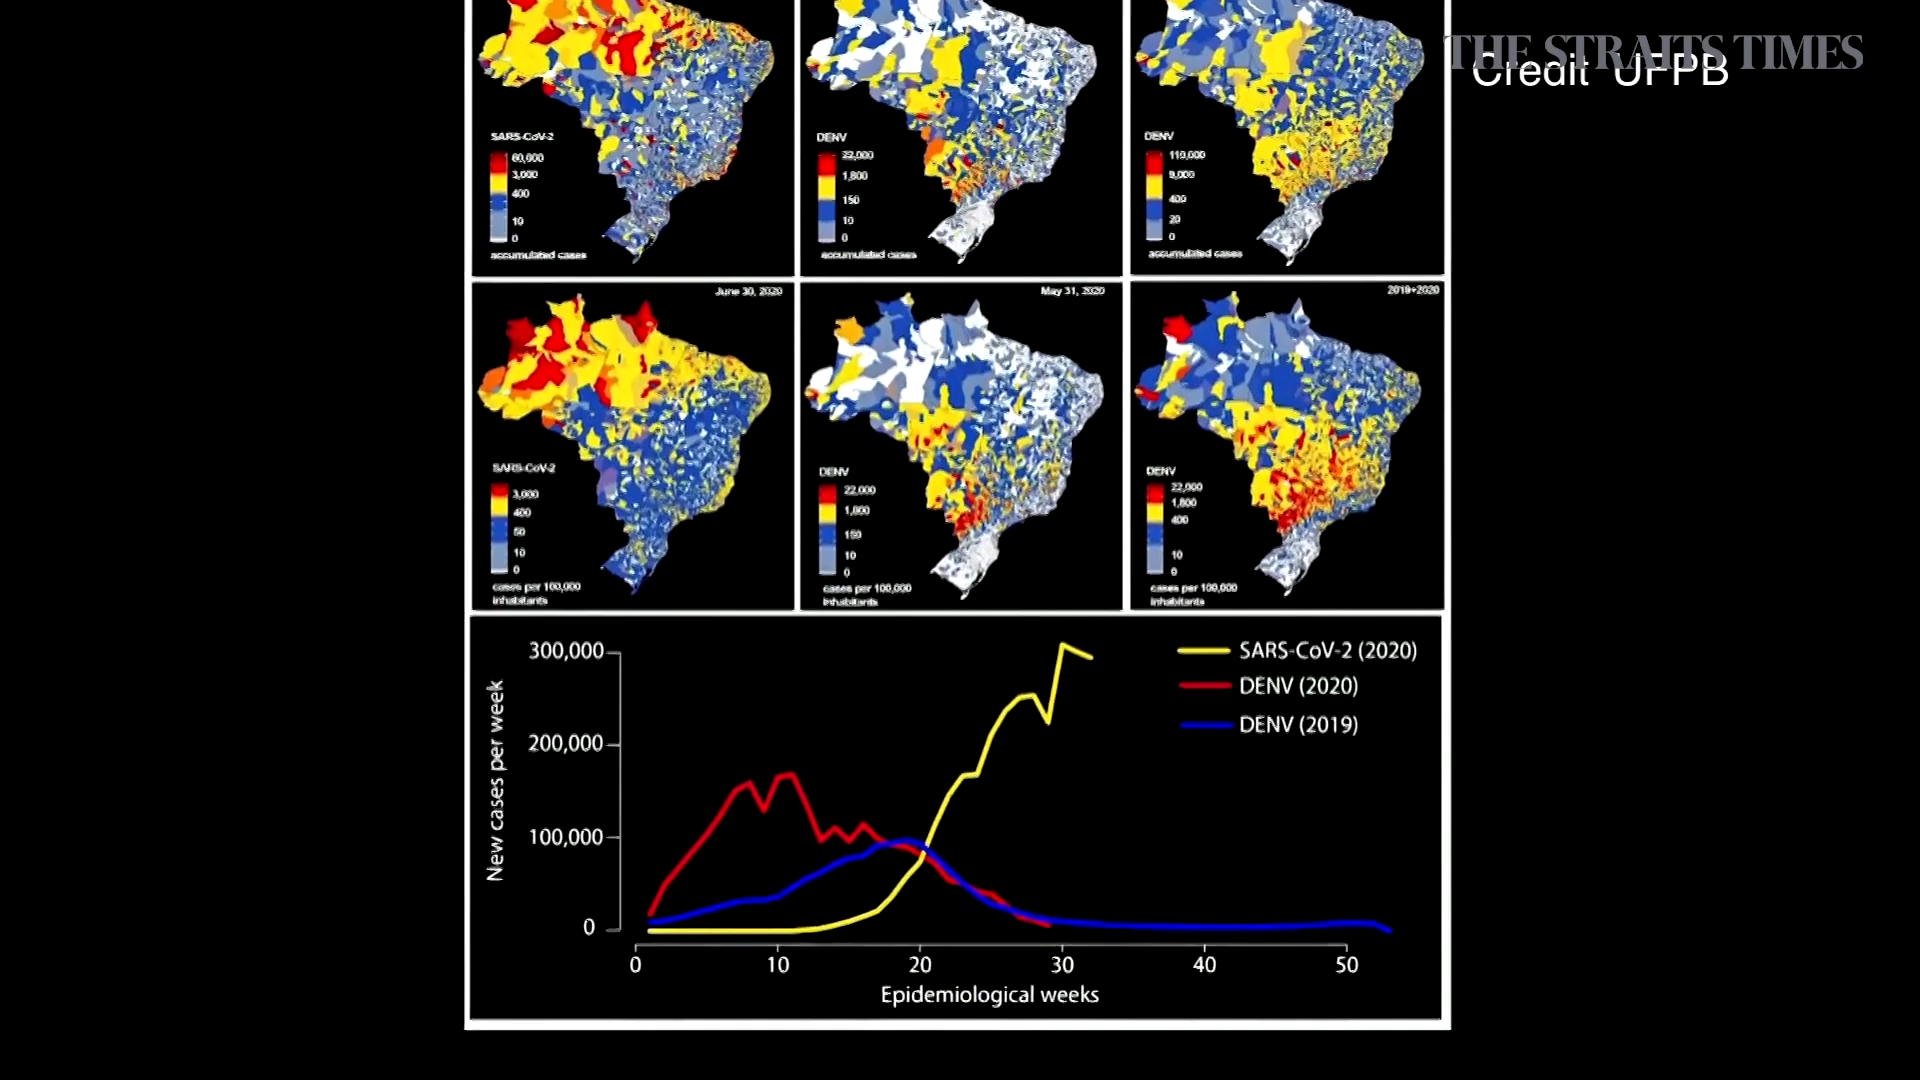 THE STRAITS TIMES
Credit UFPB
SARS-CoV-2
60,000
3,000
400
10
0
accumulated cases
DENV
22,000
1,800
150
10
0
accumulated cases
DENV
110,000
9,000
400
20
0
accumulated cases
June 30, 2020
SARS-CoV-2
3,000
400
50
10
0
cases per 100,000
inhabitants
May 31, 2020
DENV
22,000
1,800
150
10
0
cases per 100,000
inhabitants
2019+2020
DENV
22,000
1,800
400
10
0
cases per 100,000
inhabitants
New cases per week
300,000
200,000
100,000
0
SARS-CoV-2 (2020)
DENV (2020)
DENV (2019)
0 10 20 30 40 50
Epidemiological weeks